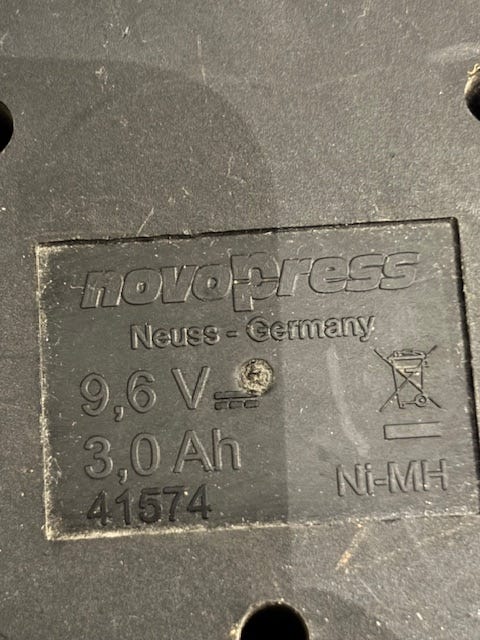 novopress
Neuss - Germany
9,6 V
3,0 Ah
41574
Ni-MH